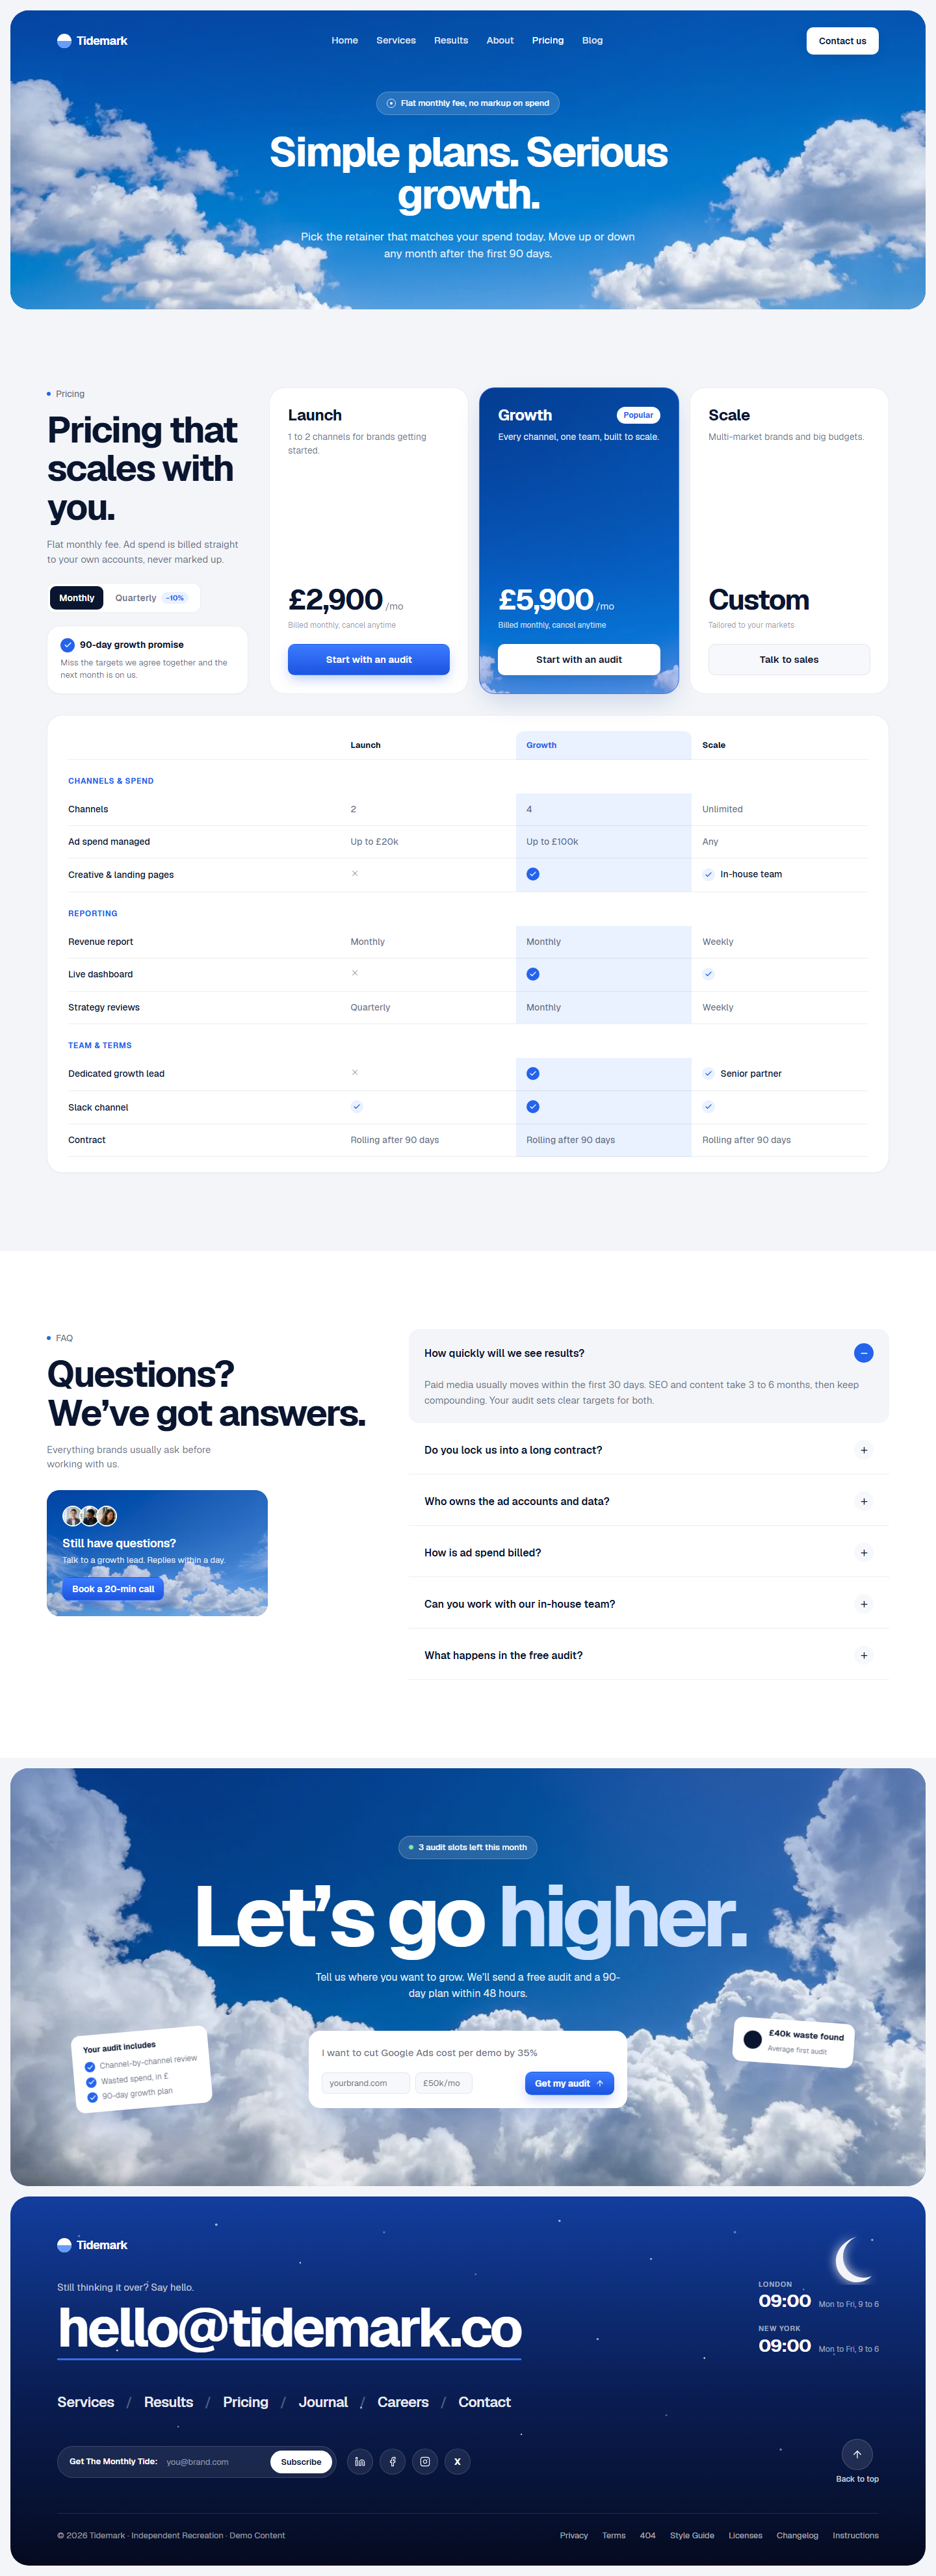 Tidemark
Home Services Results About Pricing Blog
Contact us
Flat monthly fee, no markup on spend
Simple plans. Serious
growth.
Pick the retainer that matches your spend today. Move up or down
any month after the first 90 days.
Pricing
Pricing that
scales with
you.
Flat monthly fee. Ad spend is billed straight
to your own accounts, never marked up.
Monthly Quarterly -10%
90-day growth promise
Miss the targets we agree together and the
next month is on us.
Launch
1 to 2 channels for brands getting
started.
£2,900 /mo
Billed monthly, cancel anytime
Start with an audit
Growth Popular
Every channel, one team, built to scale.
£5,900 /mo
Billed monthly, cancel anytime
Start with an audit
Scale
Multi-market brands and big budgets.
Custom
Tailored to your markets
Talk to sales
Launch Growth Scale
CHANNELS & SPEND
Channels 2 4 Unlimited
Ad spend managed Up to £20k Up to £100k Any
Creative & landing pages In-house team
REPORTING
Revenue report Monthly Monthly Weekly
Live dashboard
Strategy reviews Quarterly Monthly Weekly
TEAM & TERMS
Dedicated growth lead Senior partner
Slack channel
Contract Rolling after 90 days Rolling after 90 days Rolling after 90 days
FAQ
Questions?
We've got answers.
Everything brands usually ask before
working with us.
Still have questions?
Talk to a growth lead. Replies within a day.
Book a 20-min call
How quickly will we see results?
Paid media usually moves within the first 30 days. SEO and content take 3 to 6 months, then keep
compounding. Your audit sets clear targets for both.
Do you lock us into a long contract?
Who owns the ad accounts and data?
How is ad spend billed?
Can you work with our in-house team?
What happens in the free audit?
3 audit slots left this month
Let's go higher.
Tell us where you want to grow. We'll send a free audit and a 90-
day plan within 48 hours.
Your audit includes
Channel-by-channel review
Wasted spend, in £
90-day growth plan
I want to cut Google Ads cost per demo by 35%
yourbrand.com £50k/mo Get my audit
£40k waste found
Average first audit
Tidemark
Still thinking it over? Say hello.
hello@tidemark.co
LONDON
09:00 Mon to Fri, 9 to 6
NEW YORK
09:00 Mon to Fri, 9 to 6
Services / Results / Pricing / Journal / Careers / Contact
Get The Monthly Tide: you@brand.com Subscribe
in f X
Back to top
© 2026 Tidemark · Independent Recreation · Demo Content
Privacy Terms 404 Style Guide Licenses Changelog Instructions